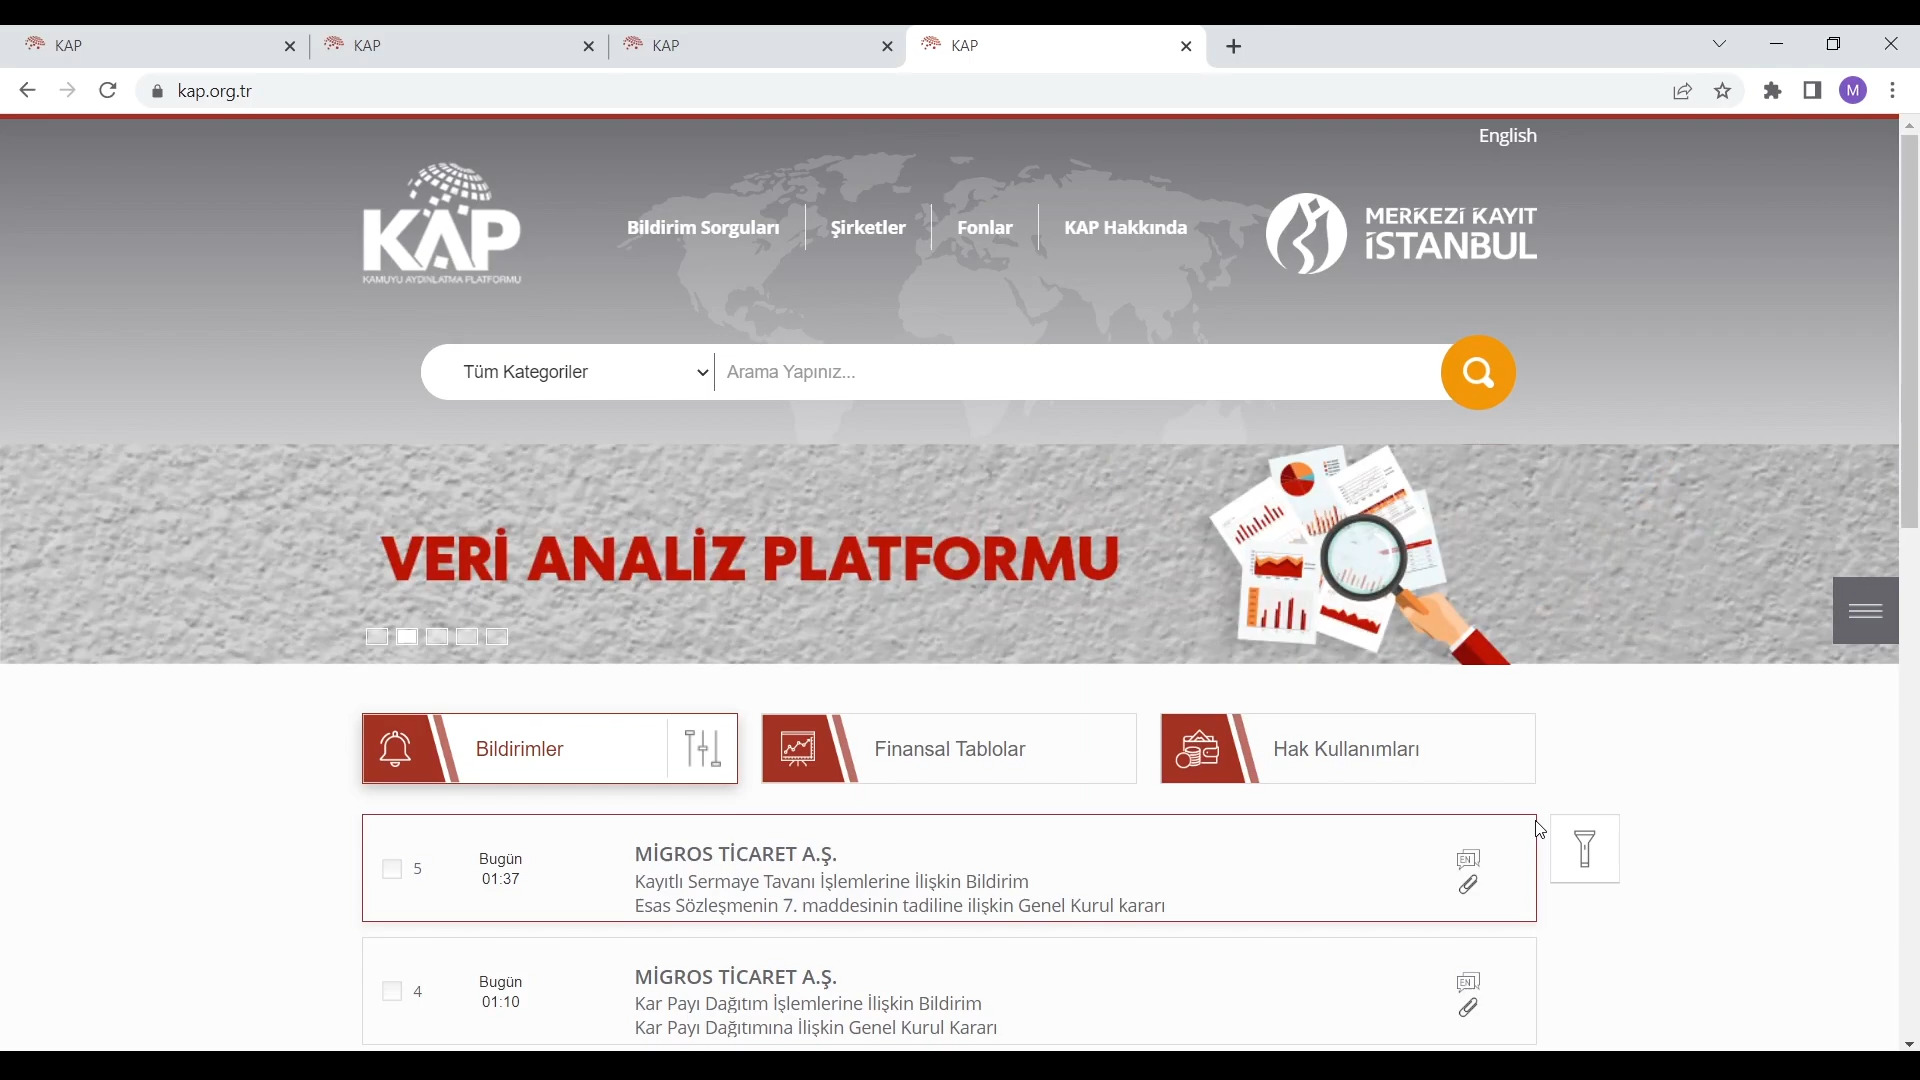 KAP
KAP
KAP
KAP
kap.org.tr
M
English
KAP
KAMUYU AYDINLATMA PLATFORMU
Bildirim Sorguları
Şirketler
Fonlar
KAP Hakkında
MERKEZİ KAYIT
İSTANBUL
Tüm Kategoriler
Arama Yapınız...
VERİ ANALİZ PLATFORMU
Bildirimler
Finansal Tablolar
Hak Kullanımları
5
Bugün
01:37
MİGROS TİCARET A.Ş.
Kayıtlı Sermaye Tavanı İşlemlerine İlişkin Bildirim
Esas Sözleşmenin 7. maddesinin tadiline ilişkin Genel Kurul kararı
EN
4
Bugün
01:10
MİGROS TİCARET A.Ş.
Kar Payı Dağıtım İşlemlerine İlişkin Bildirim
Kar Payı Dağıtımına İlişkin Genel Kurul Kararı
EN